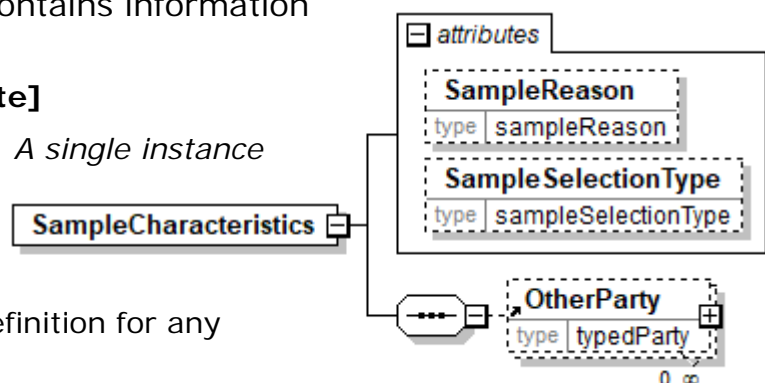 ontains information
te]
A single instance
efinition for any
attributes
SampleReason
type sampleReason
SampleSelectionType
type sampleSelectionType
SampleCharacteristics
OtherParty
type typedParty